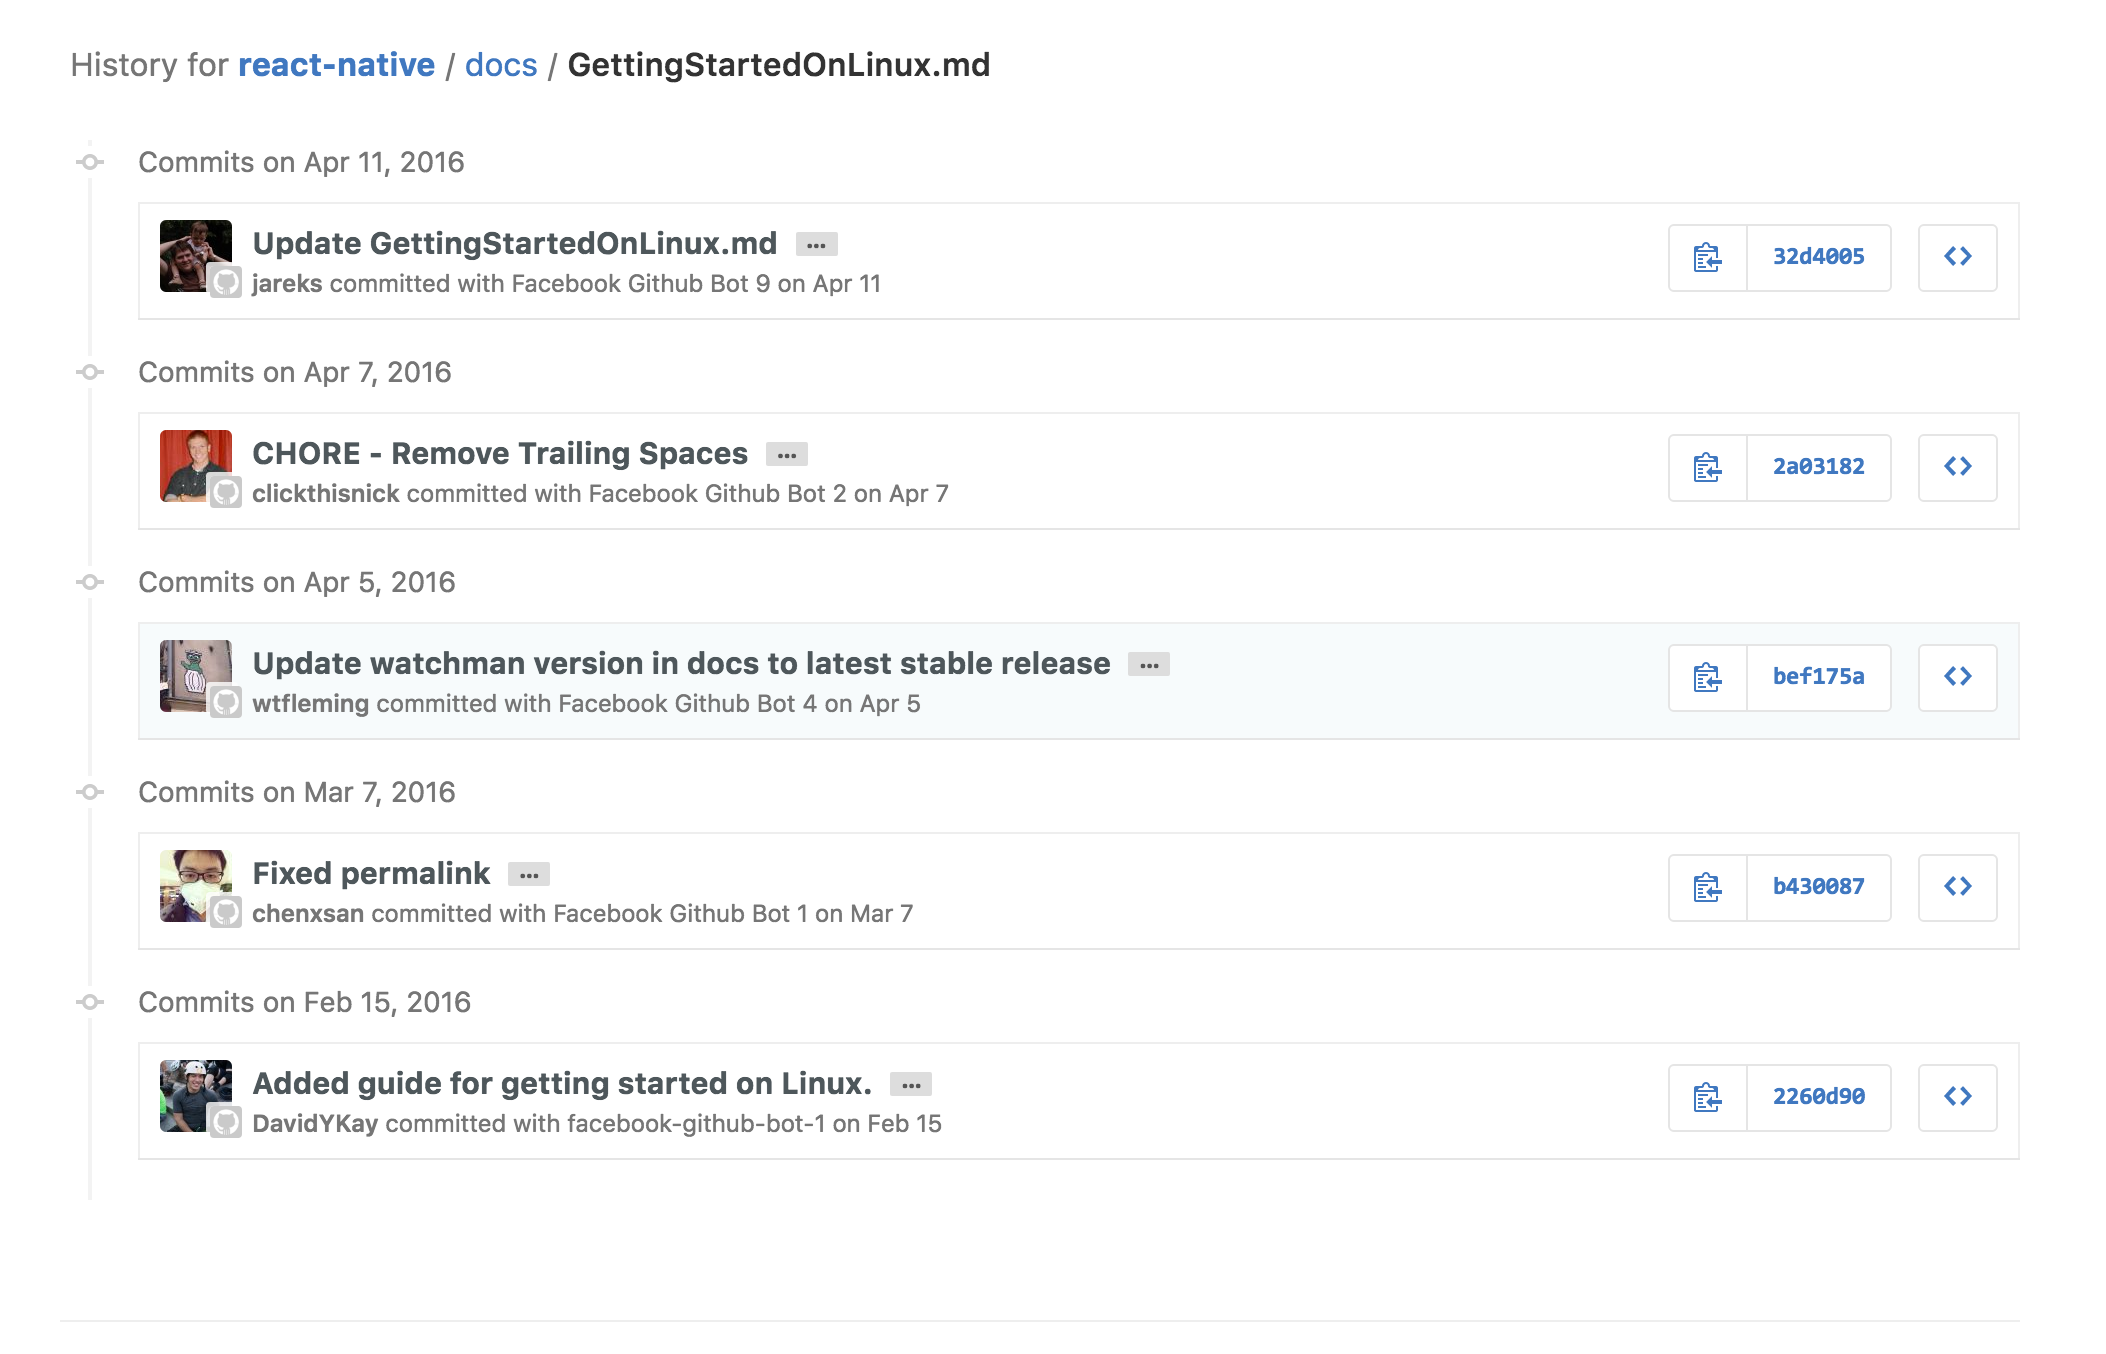 History for react-native / docs / GettingStartedOnLinux.md
Commits on Apr 11, 2016
Update GettingStartedOnLinux.md ...
32d4005
jareks committed with Facebook Github Bot 9 on Apr 11
Commits on Apr 7, 2016
CHORE - Remove Trailing Spaces ...
2a03182
clickthisnick committed with Facebook Github Bot 2 on Apr 7
Commits on Apr 5, 2016
Update watchman version in docs to latest stable release ...
bef175a
wtfleming committed with Facebook Github Bot 4 on Apr 5
Commits on Mar 7, 2016
Fixed permalink ...
b430087
chenxsan committed with Facebook Github Bot 1 on Mar 7
Commits on Feb 15, 2016
Added guide for getting started on Linux. ...
2260d90
DavidYKay committed with facebook-github-bot-1 on Feb 15